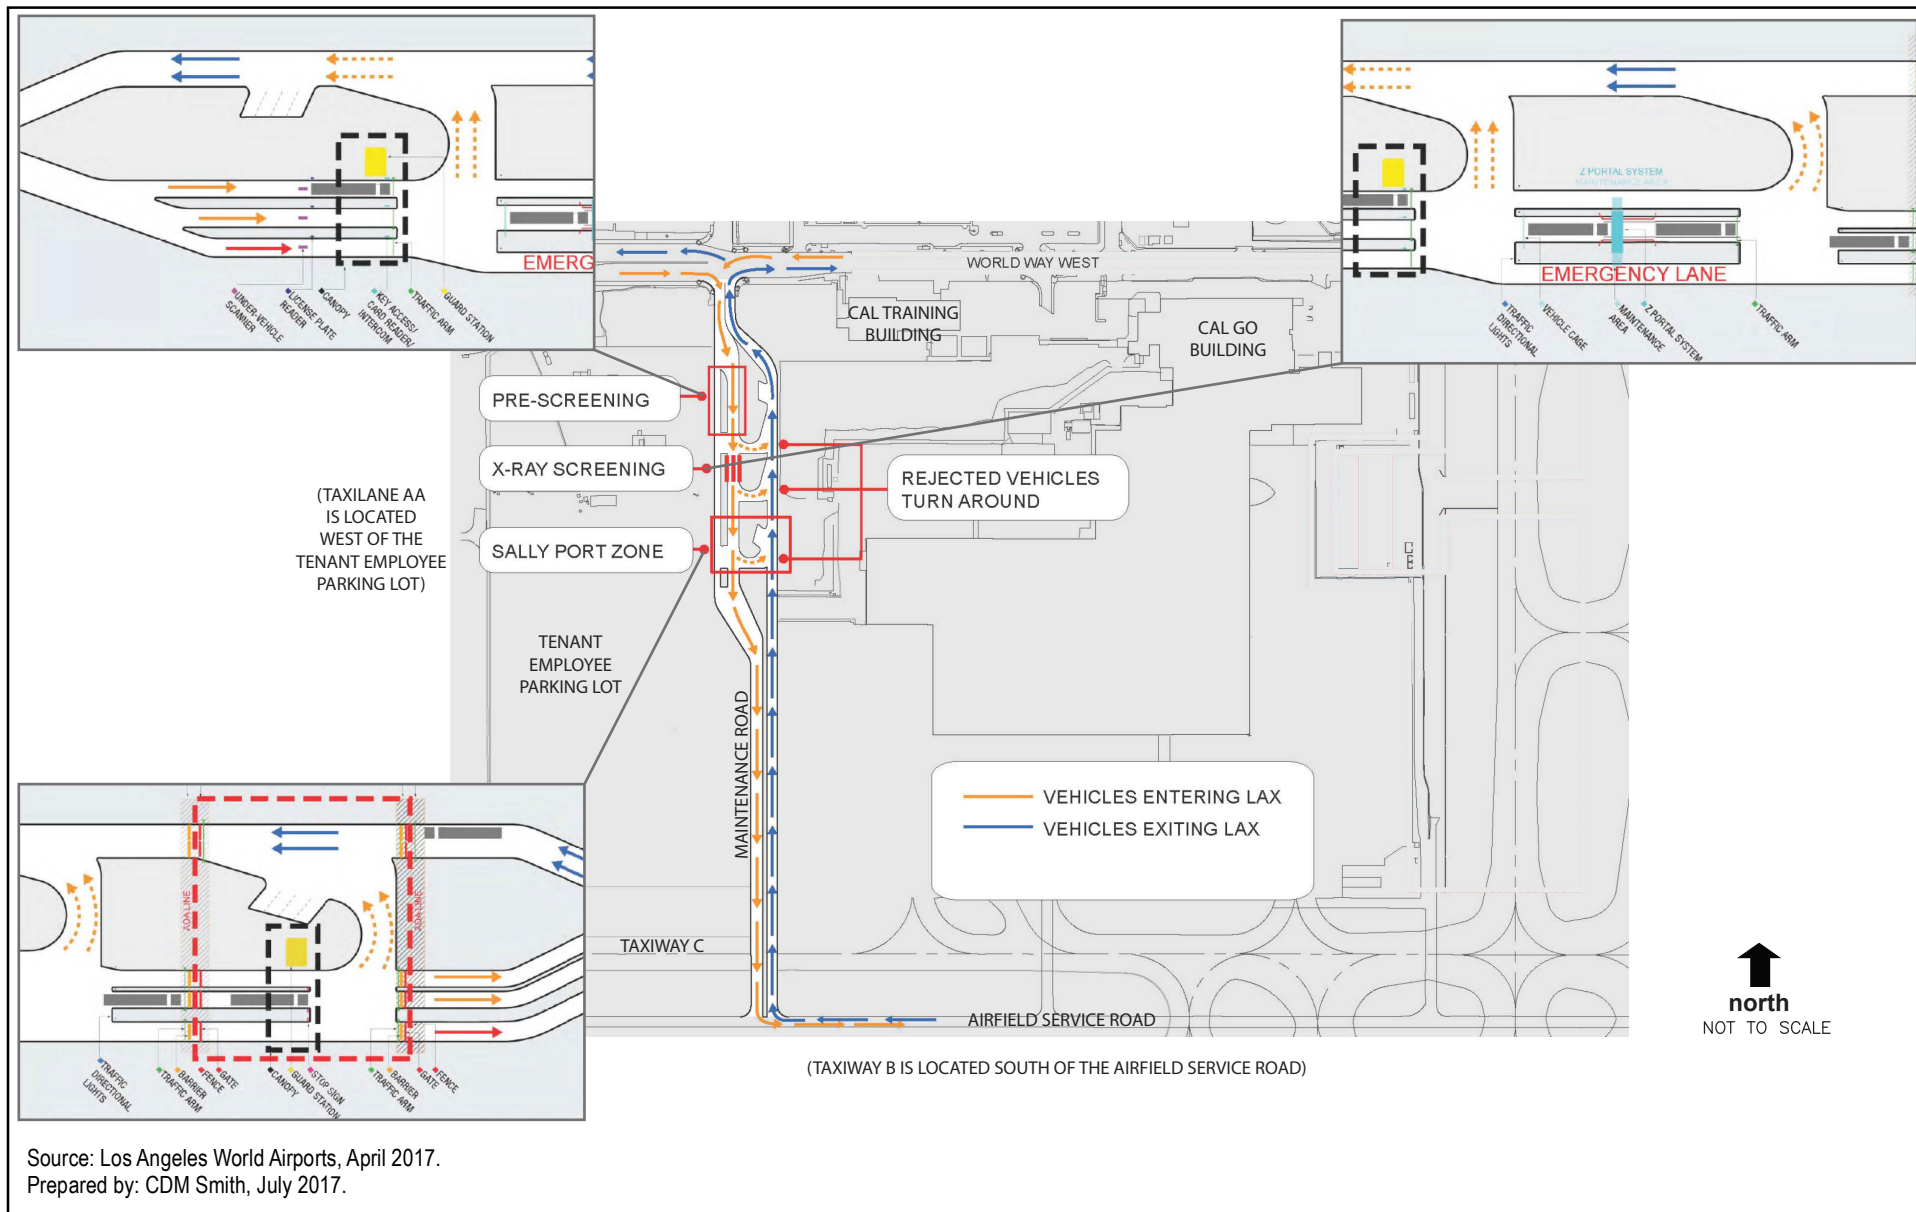 EMERG
UNDER-VEHICLE
SCANNER
LICENSE PLATE
READER
CANOPY
KEY ACCESS/
CARD READER/
INTERCOM
TRAFFIC ARM
GUARD STATION
Z PORTAL SYSTEM
MAINTENANCE AREA
EMERGENCY LANE
TRAFFIC
DIRECTIONAL
LIGHTS
VEHICLE CAGE
MAINTENANCE
AREA
Z PORTAL SYSTEM
TRAFFIC ARM
WORLD WAY WEST
CAL TRAINING
BUILDING
CAL GO
BUILDING
PRE-SCREENING
X-RAY SCREENING
SALLY PORT ZONE
REJECTED VEHICLES
TURN AROUND
(TAXILANE AA
IS LOCATED
WEST OF THE
TENANT EMPLOYEE
PARKING LOT)
TENANT
EMPLOYEE
PARKING LOT
MAINTENANCE ROAD
VEHICLES ENTERING LAX
VEHICLES EXITING LAX
AOA LINE
AOA LINE
TRAFFIC
DIRECTIONAL
LIGHTS
TRAFFIC ARM
BARRIER
FENCE
GATE
CANOPY
GUARD STATION
STOP SIGN
TRAFFIC ARM
BARRIER
GATE
FENCE
TAXIWAY C
AIRFIELD SERVICE ROAD
(TAXIWAY B IS LOCATED SOUTH OF THE AIRFIELD SERVICE ROAD)
north
NOT TO SCALE
Source: Los Angeles World Airports, April 2017.
Prepared by: CDM Smith, July 2017.